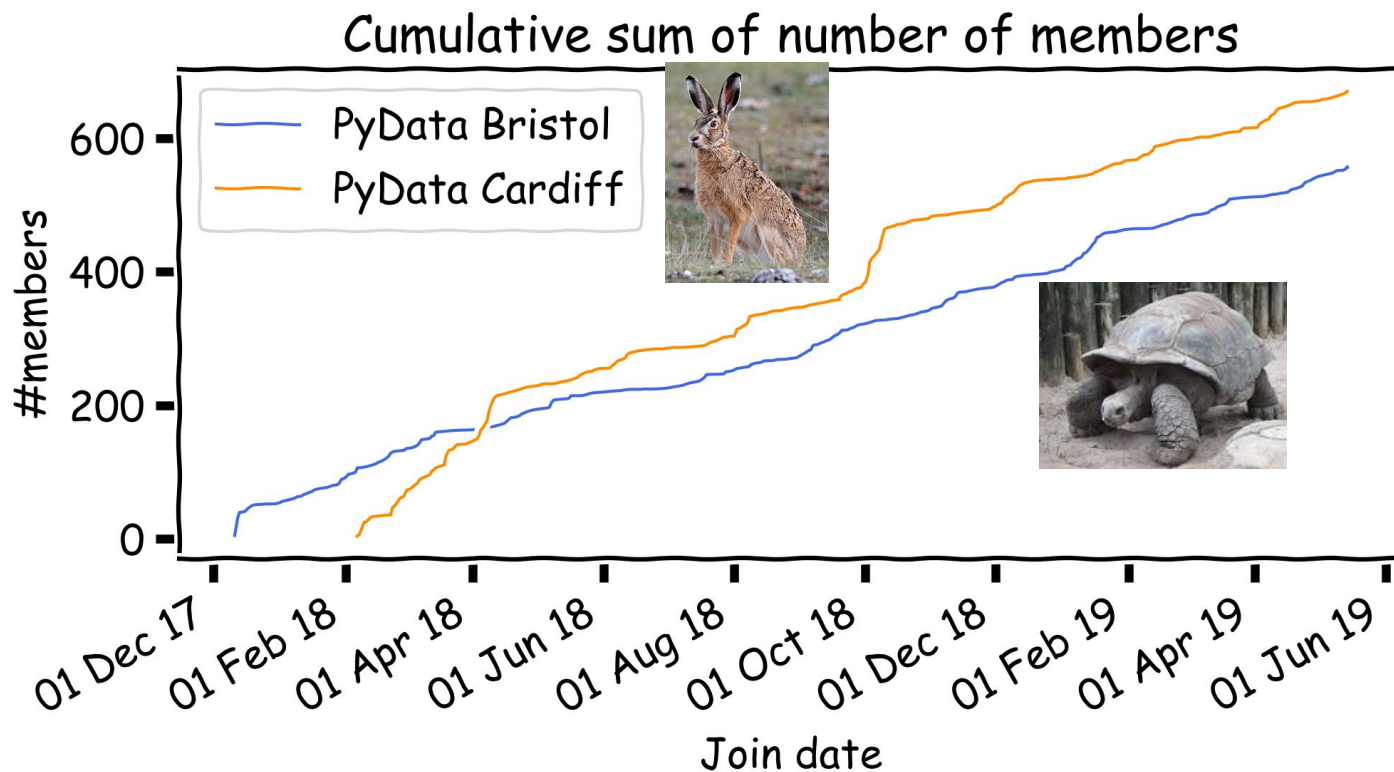 Cumulative sum of number of members
PyData Bristol
PyData Cardiff
#members
600
400
200
0
01 Dec 17
01 Feb 18
01 Apr 18
01 Jun 18
01 Aug 18
01 Oct 18
01 Dec 18
01 Feb 19
01 Apr 19
01 Jun 19
Join date